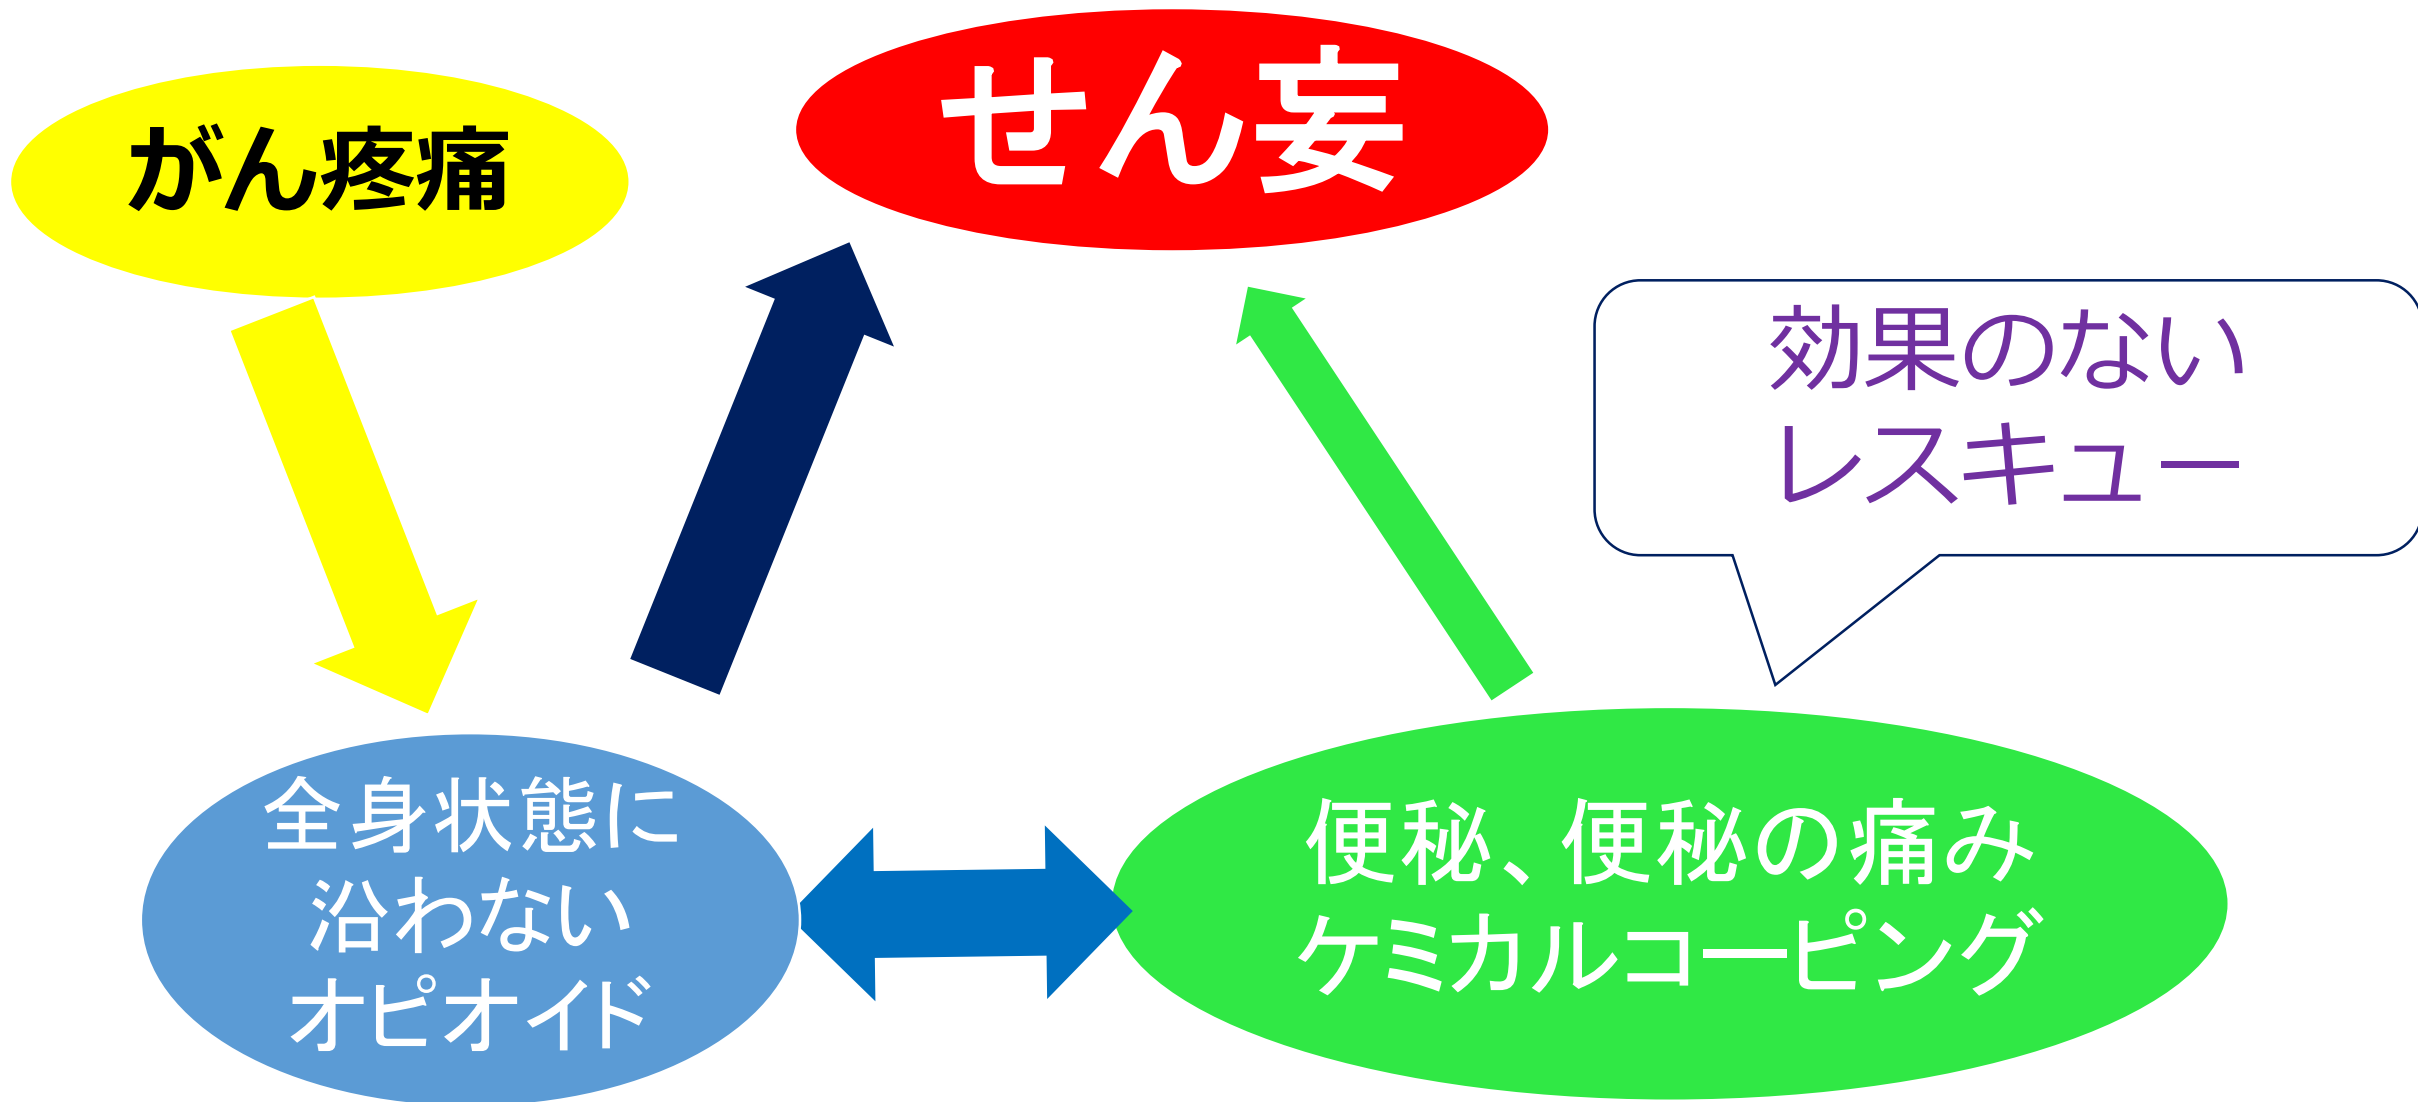 がん疼痛
せん妄
効果のない
レスキュー
全身状態に
沿わない
オピオイド
便秘、便秘の痛み
ケミカルコーピング